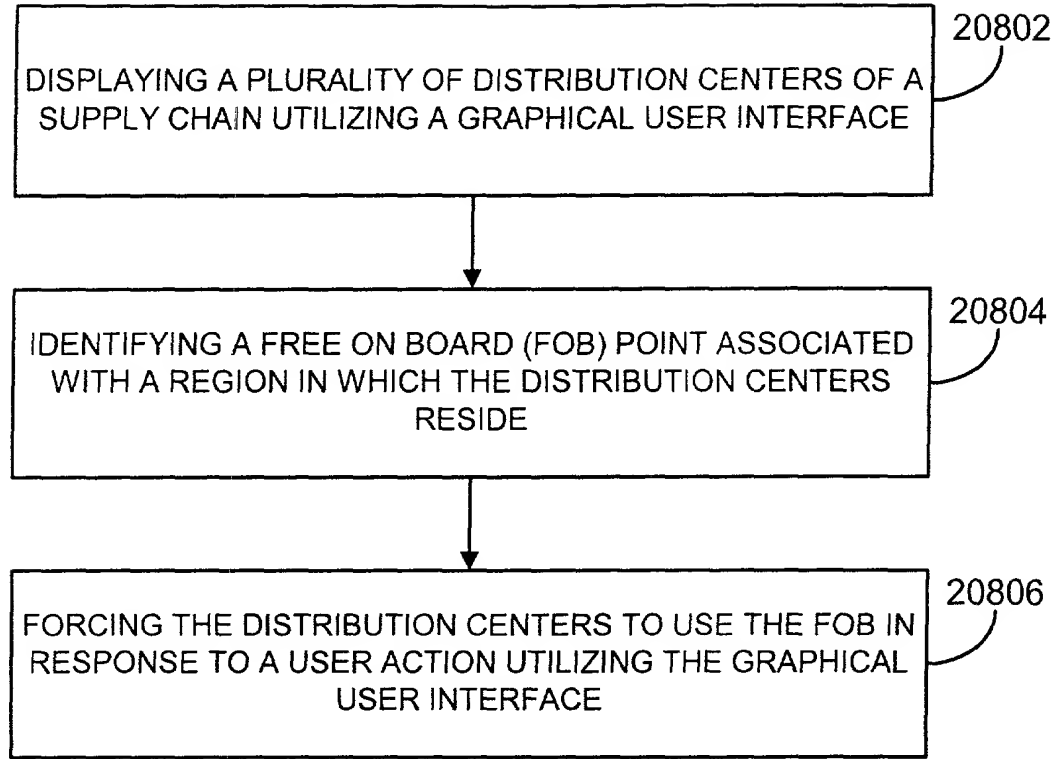 20802
DISPLAYING A PLURALITY OF DISTRIBUTION CENTERS OF A
SUPPLY CHAIN UTILIZING A GRAPHICAL USER INTERFACE
20804
IDENTIFYING A FREE ON BOARD (FOB) POINT ASSOCIATED
WITH A REGION IN WHICH THE DISTRIBUTION CENTERS
RESIDE
20806
FORCING THE DISTRIBUTION CENTERS TO USE THE FOB IN
RESPONSE TO A USER ACTION UTILIZING THE GRAPHICAL
USER INTERFACE